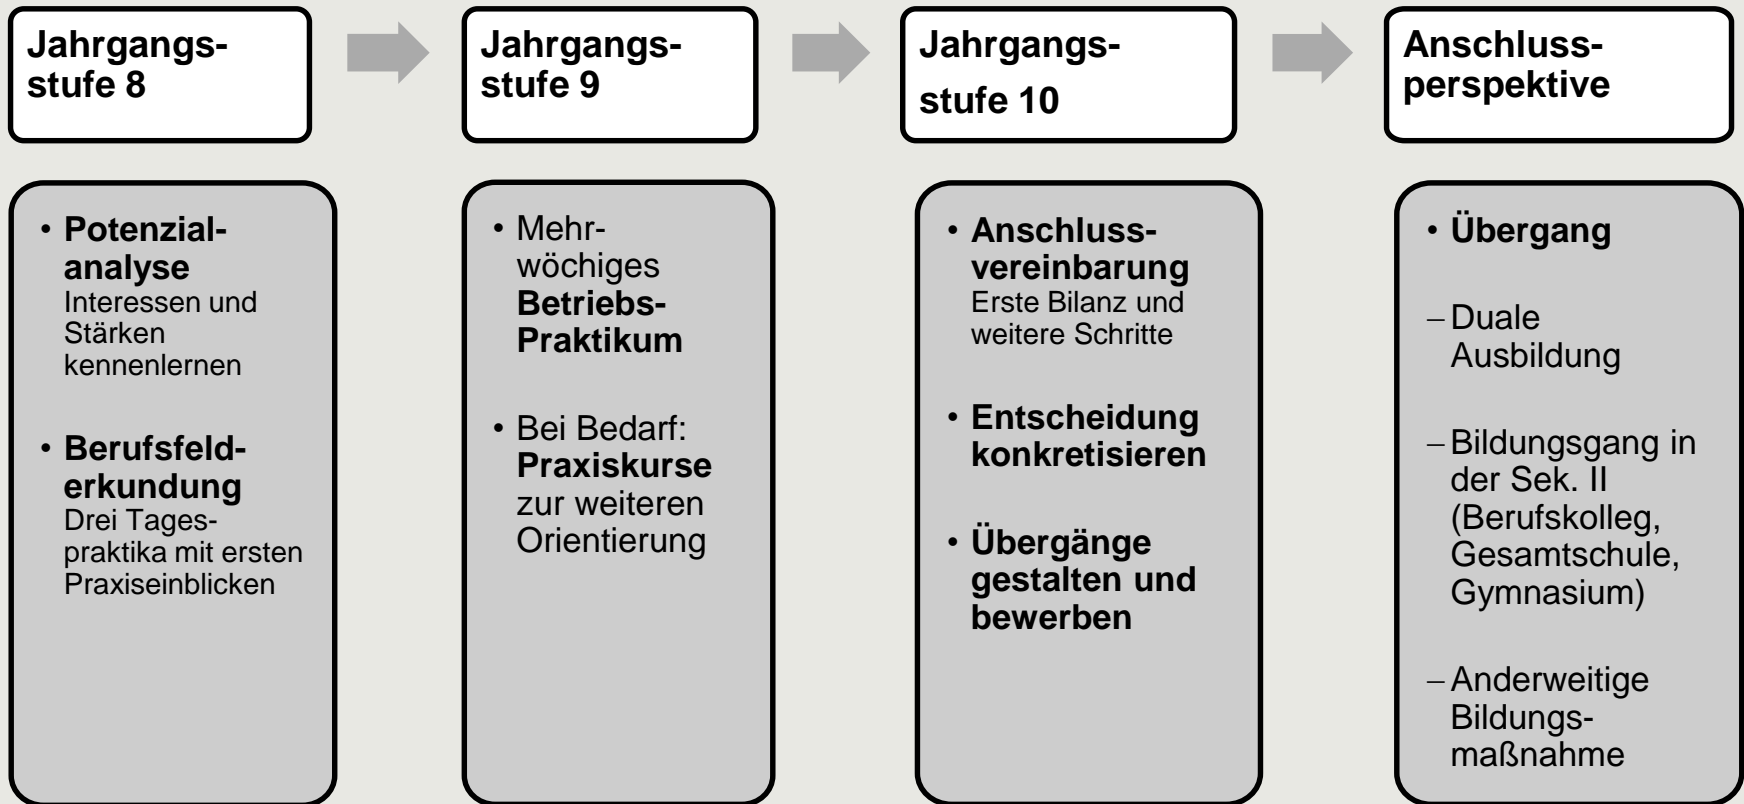 Jahrgangs-
stufe 8
Jahrgangs-
stufe 9
Jahrgangs-
stufe 10
Anschluss-
perspektive
• Potenzial-
analyse
Interessen und
Stärken
kennenlernen
• Berufsfeld-
erkundung
Drei Tages-
praktika mit ersten
Praxiseinblicken
• Mehr-
wöchiges
Betriebs-
Praktikum
• Bei Bedarf:
Praxiskurse
zur weiteren
Orientierung
• Anschluss-
vereinbarung
Erste Bilanz und
weitere Schritte
• Entscheidung
konkretisieren
• Übergänge
gestalten und
bewerben
• Übergang
– Duale
Ausbildung
– Bildungsgang in
der Sek. II
(Berufskolleg,
Gesamtschule,
Gymnasium)
– Anderweitige
Bildungs-
maßnahme